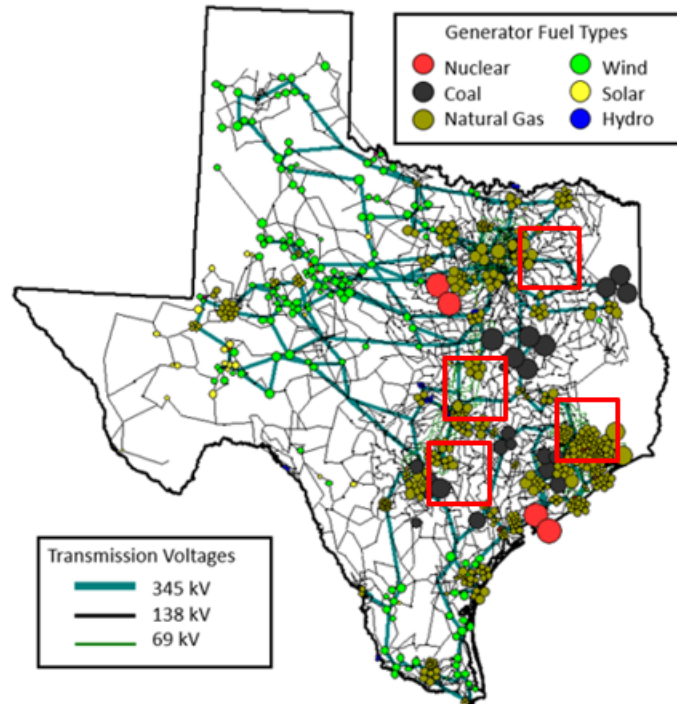 Generator Fuel Types
Nuclear
Wind
Coal
Solar
Natural Gas
Hydro
Transmission Voltages
345 kV
138 kV
69 kV